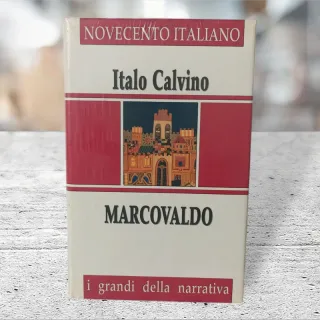 NOVECENTO ITALIANO
Italo Calvino
MARCOVALDO
i grandi della narrativa